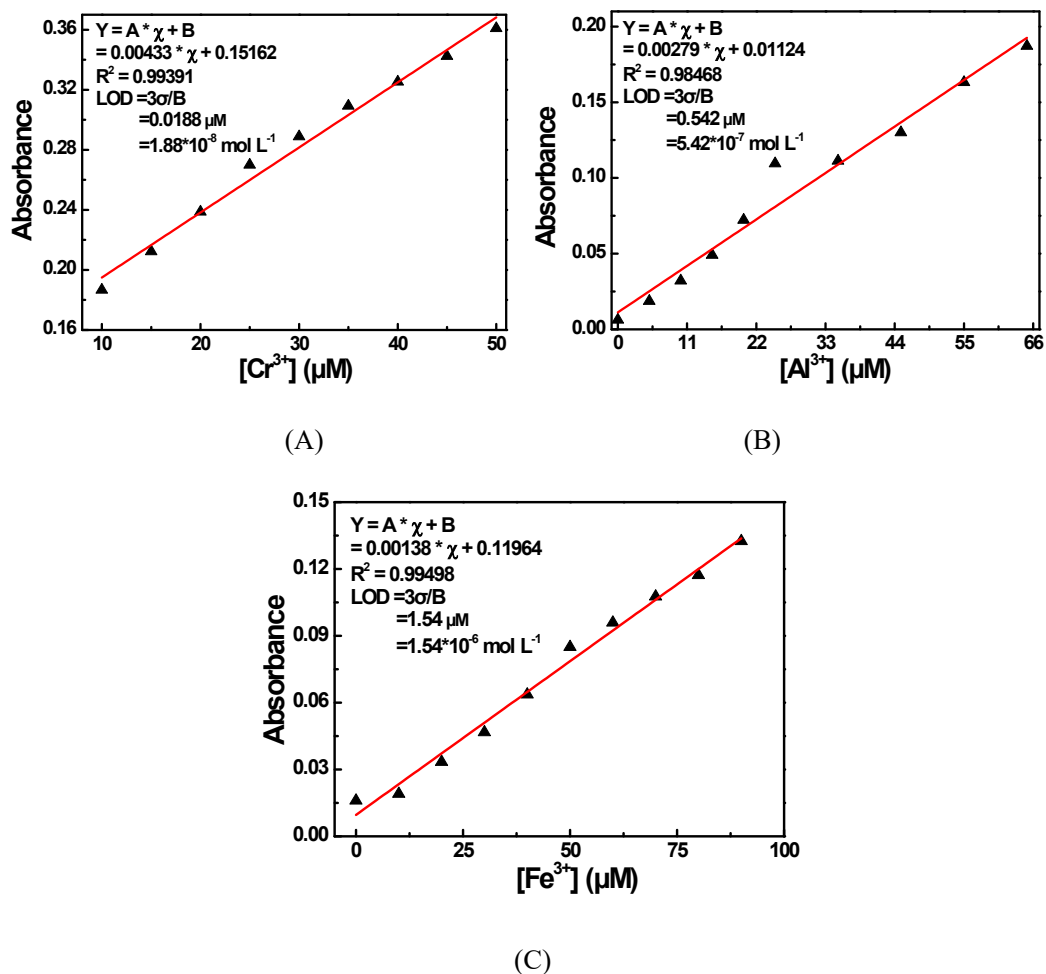 Y = A * χ + B
= 0.00433 * χ + 0.15162
R² = 0.99391
LOD =3σ/B
=0.0188 μM
=1.88*10⁻⁸ mol L⁻¹
0.36
0.32
0.28
0.24
0.20
0.16
Absorbance
10 20 30 40 50
[Cr³⁺] (μM)
(A)
Y = A * χ + B
= 0.00279 * χ + 0.01124
R² = 0.98468
LOD =3σ/B
=0.542 μM
=5.42*10⁻⁷ mol L⁻¹
0.20
0.15
0.10
0.05
0.00
Absorbance
0 11 22 33 44 55 66
[Al³⁺] (μM)
(B)
Y = A * χ + B
= 0.00138 * χ + 0.11964
R² = 0.99498
LOD =3σ/B
=1.54 μM
=1.54*10⁻⁶ mol L⁻¹
0.15
0.12
0.09
0.06
0.03
0.00
Absorbance
0 25 50 75 100
[Fe³⁺] (μM)
(C)